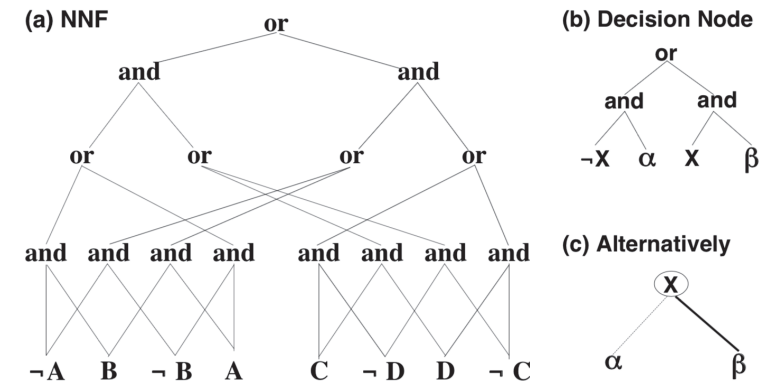 (a) NNF
or
and and
or or or or
and and and and and and and and
¬A B ¬B A C ¬D D ¬C
(b) Decision Node
or
and and
¬X α X β
(c) Alternatively
X
α β